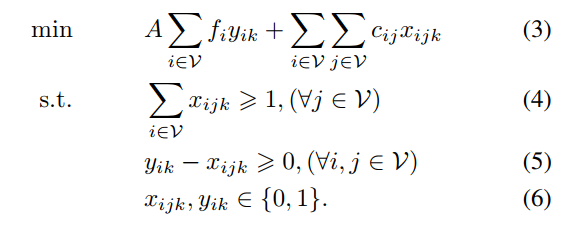 min A ∑_{i∈𝒱} f_i y_{ik} + ∑_{i∈𝒱} ∑_{j∈𝒱} c_{ij} x_{ijk} (3)
s.t. ∑_{i∈𝒱} x_{ijk} ⩾ 1, (∀j ∈ 𝒱) (4)
y_{ik} − x_{ijk} ⩾ 0, (∀i, j ∈ 𝒱) (5)
x_{ijk}, y_{ik} ∈ {0, 1}. (6)